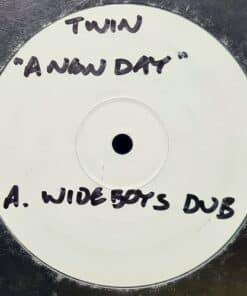 TWIN
"A NEW DAY"
A. WIDEBOYS DUB